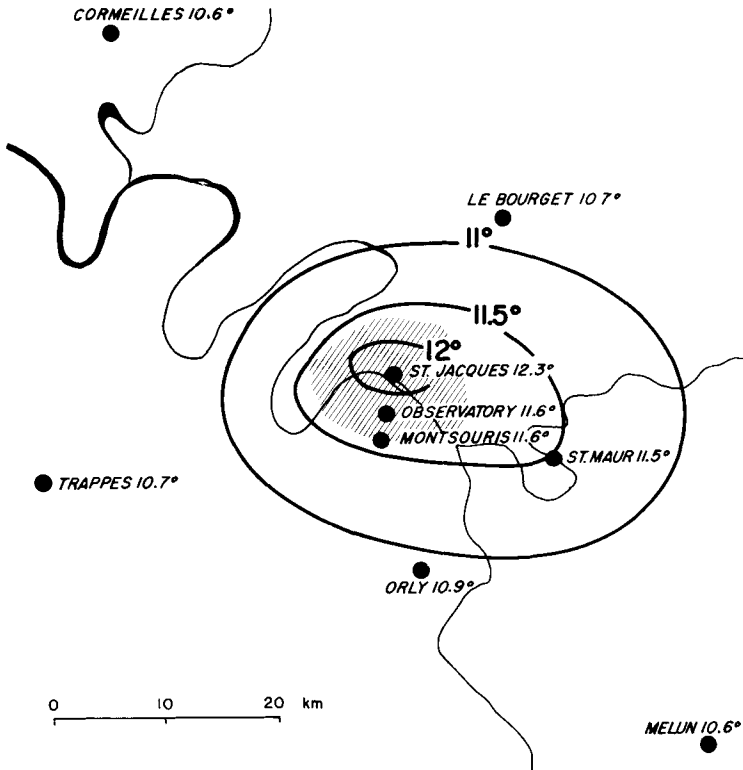 CORMEILLES 10.6°
LE BOURGET 10 7°
11°
11.5°
12°
ST. JACQUES 12.3°
OBSERVATORY 11.6°
MONTSOURIS 11.6°
ST. MAUR 11.5°
TRAPPES 10.7°
ORLY 10.9°
0 10 20 km
MELUN 10.6°